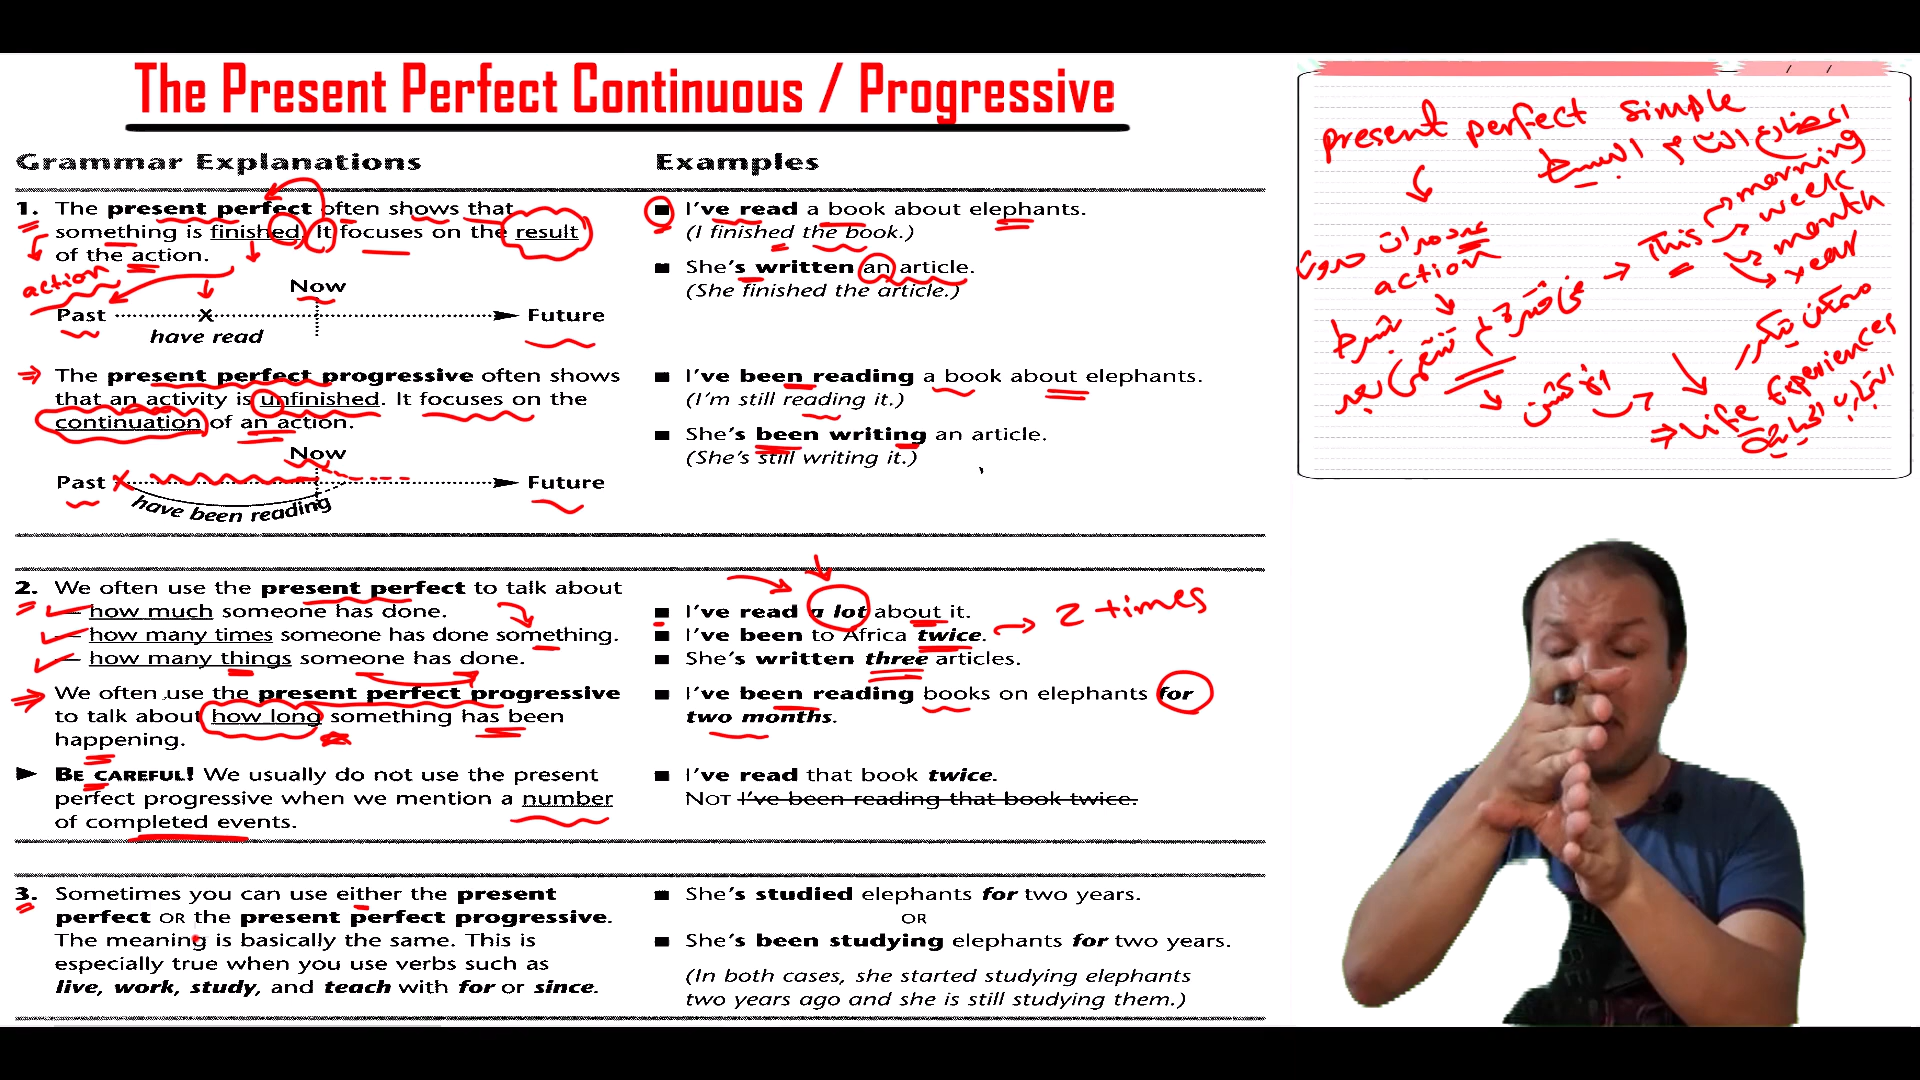 The Present Perfect Continuous / Progressive
Grammar Explanations
1. The present perfect often shows that
something is finished. It focuses on the result
of the action.
action
Now
Past
Future
have read
The present perfect progressive often shows
that an activity is unfinished. It focuses on the
continuation of an action.
Now
Past
Future
have been reading
Examples
■ I've read a book about elephants.
(I finished the book.)
■ She's written an article.
(She finished the article.)
■ I've been reading a book about elephants.
(I'm still reading it.)
■ She's been writing an article.
(She's still writing it.)
2. We often use the present perfect to talk about
— how much someone has done.
— how many times someone has done something.
— how many things someone has done.
We often use the present perfect progressive
to talk about how long something has been
happening.
► BE CAREFUL! We usually do not use the present
perfect progressive when we mention a number
of completed events.
■ I've read a lot about it.
■ I've been to Africa twice.
2 times
■ She's written three articles.
■ I've been reading books on elephants for
two months.
■ I've read that book twice.
NOT I've been reading that book twice.
3. Sometimes you can use either the present
perfect OR the present perfect progressive.
The meaning is basically the same. This is
especially true when you use verbs such as
live, work, study, and teach with for or since.
■ She's studied elephants for two years.
OR
■ She's been studying elephants for two years.
(In both cases, she started studying elephants
two years ago and she is still studying them.)
present perfect simple
المضارع التام البسيط
عدد مرات حدوث
action
شرط
فى فترة لم تنتهى بعد
This
morning
week
month
year
ممكن تتكرر
الأكشن
Life Experiences
التجارب الحياتية